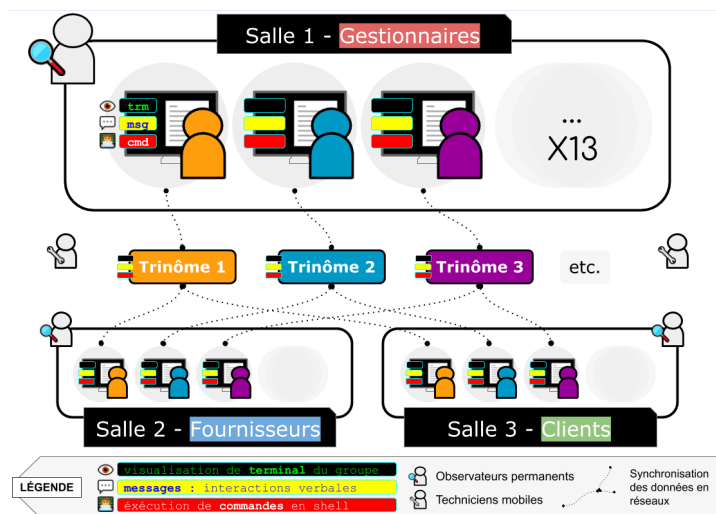 Salle 1 - Gestionnaires
trm
msg
cmd
...
X13
Trinôme 1
Trinôme 2
Trinôme 3
etc.
Salle 2 - Fournisseurs
Salle 3 - Clients
LÉGENDE
visualisation de terminal du groupe
messages : interactions verbales
éxécution de commandes en shell
Observateurs permanents
Techniciens mobiles
Synchronisation
des données en
réseaux